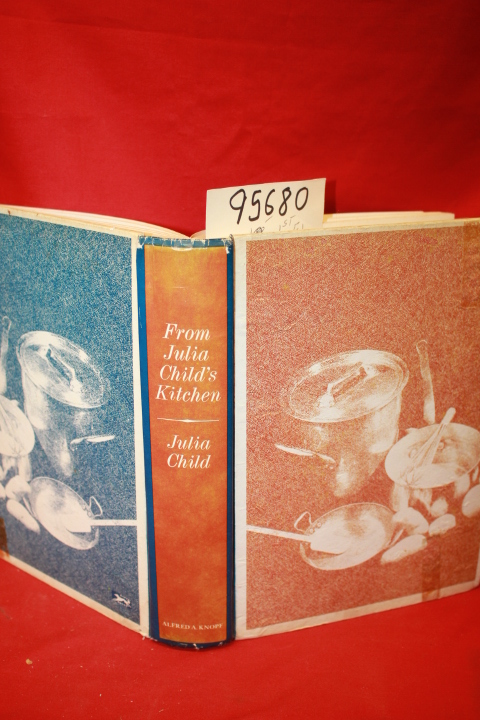 95680
From
Julia
Child's
Kitchen
Julia
Child
ALFRED A. KNOPF